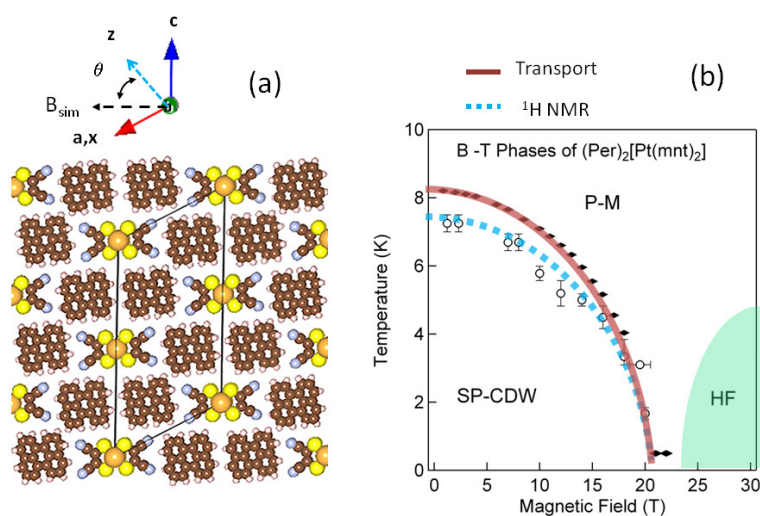 c
z
θ
B_sim
a,x
(a)
Transport
¹H NMR
(b)
B -T Phases of (Per)₂[Pt(mnt)₂]
P-M
SP-CDW
HF
Temperature (K)
10
8
6
4
2
0
0 5 10 15 20 25 30
Magnetic Field (T)